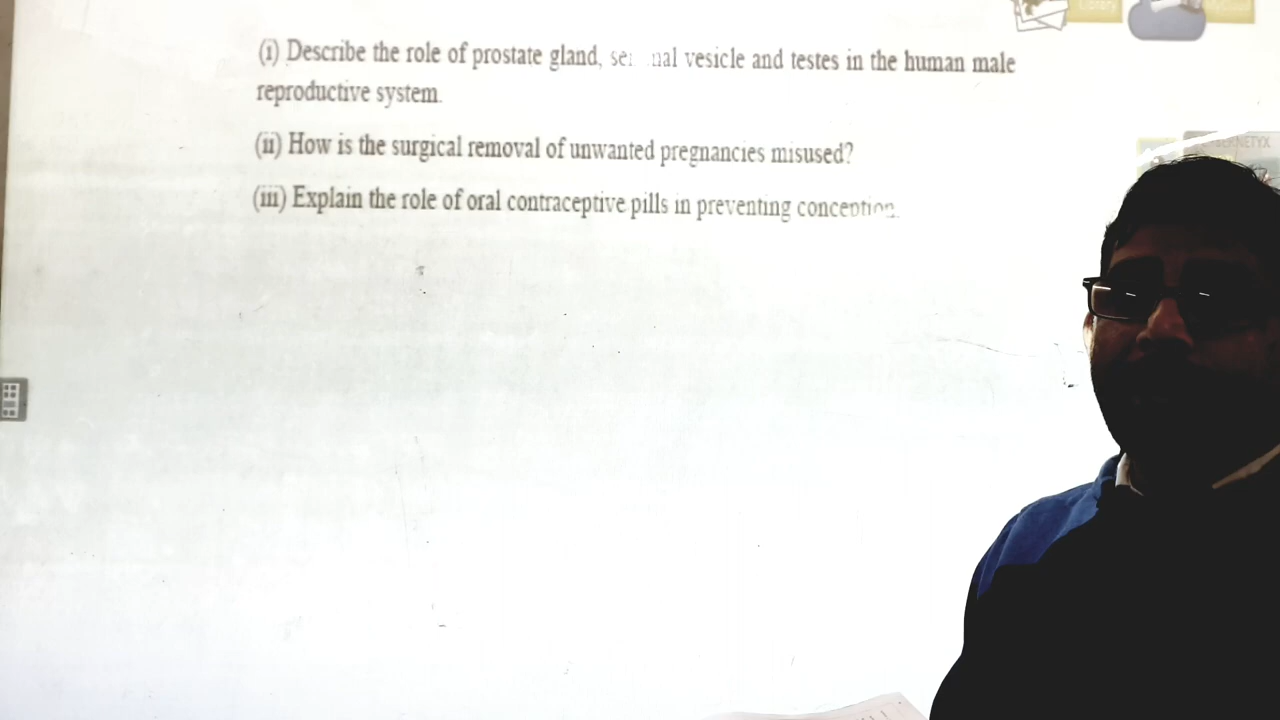 Library
(i) Describe the role of prostate gland, vesicle and testes in the human male
reproductive system.
(ii) How is the surgical removal of unwanted pregnancies misused?
(iii) Explain the role of oral contraceptive pills in preventing conception.